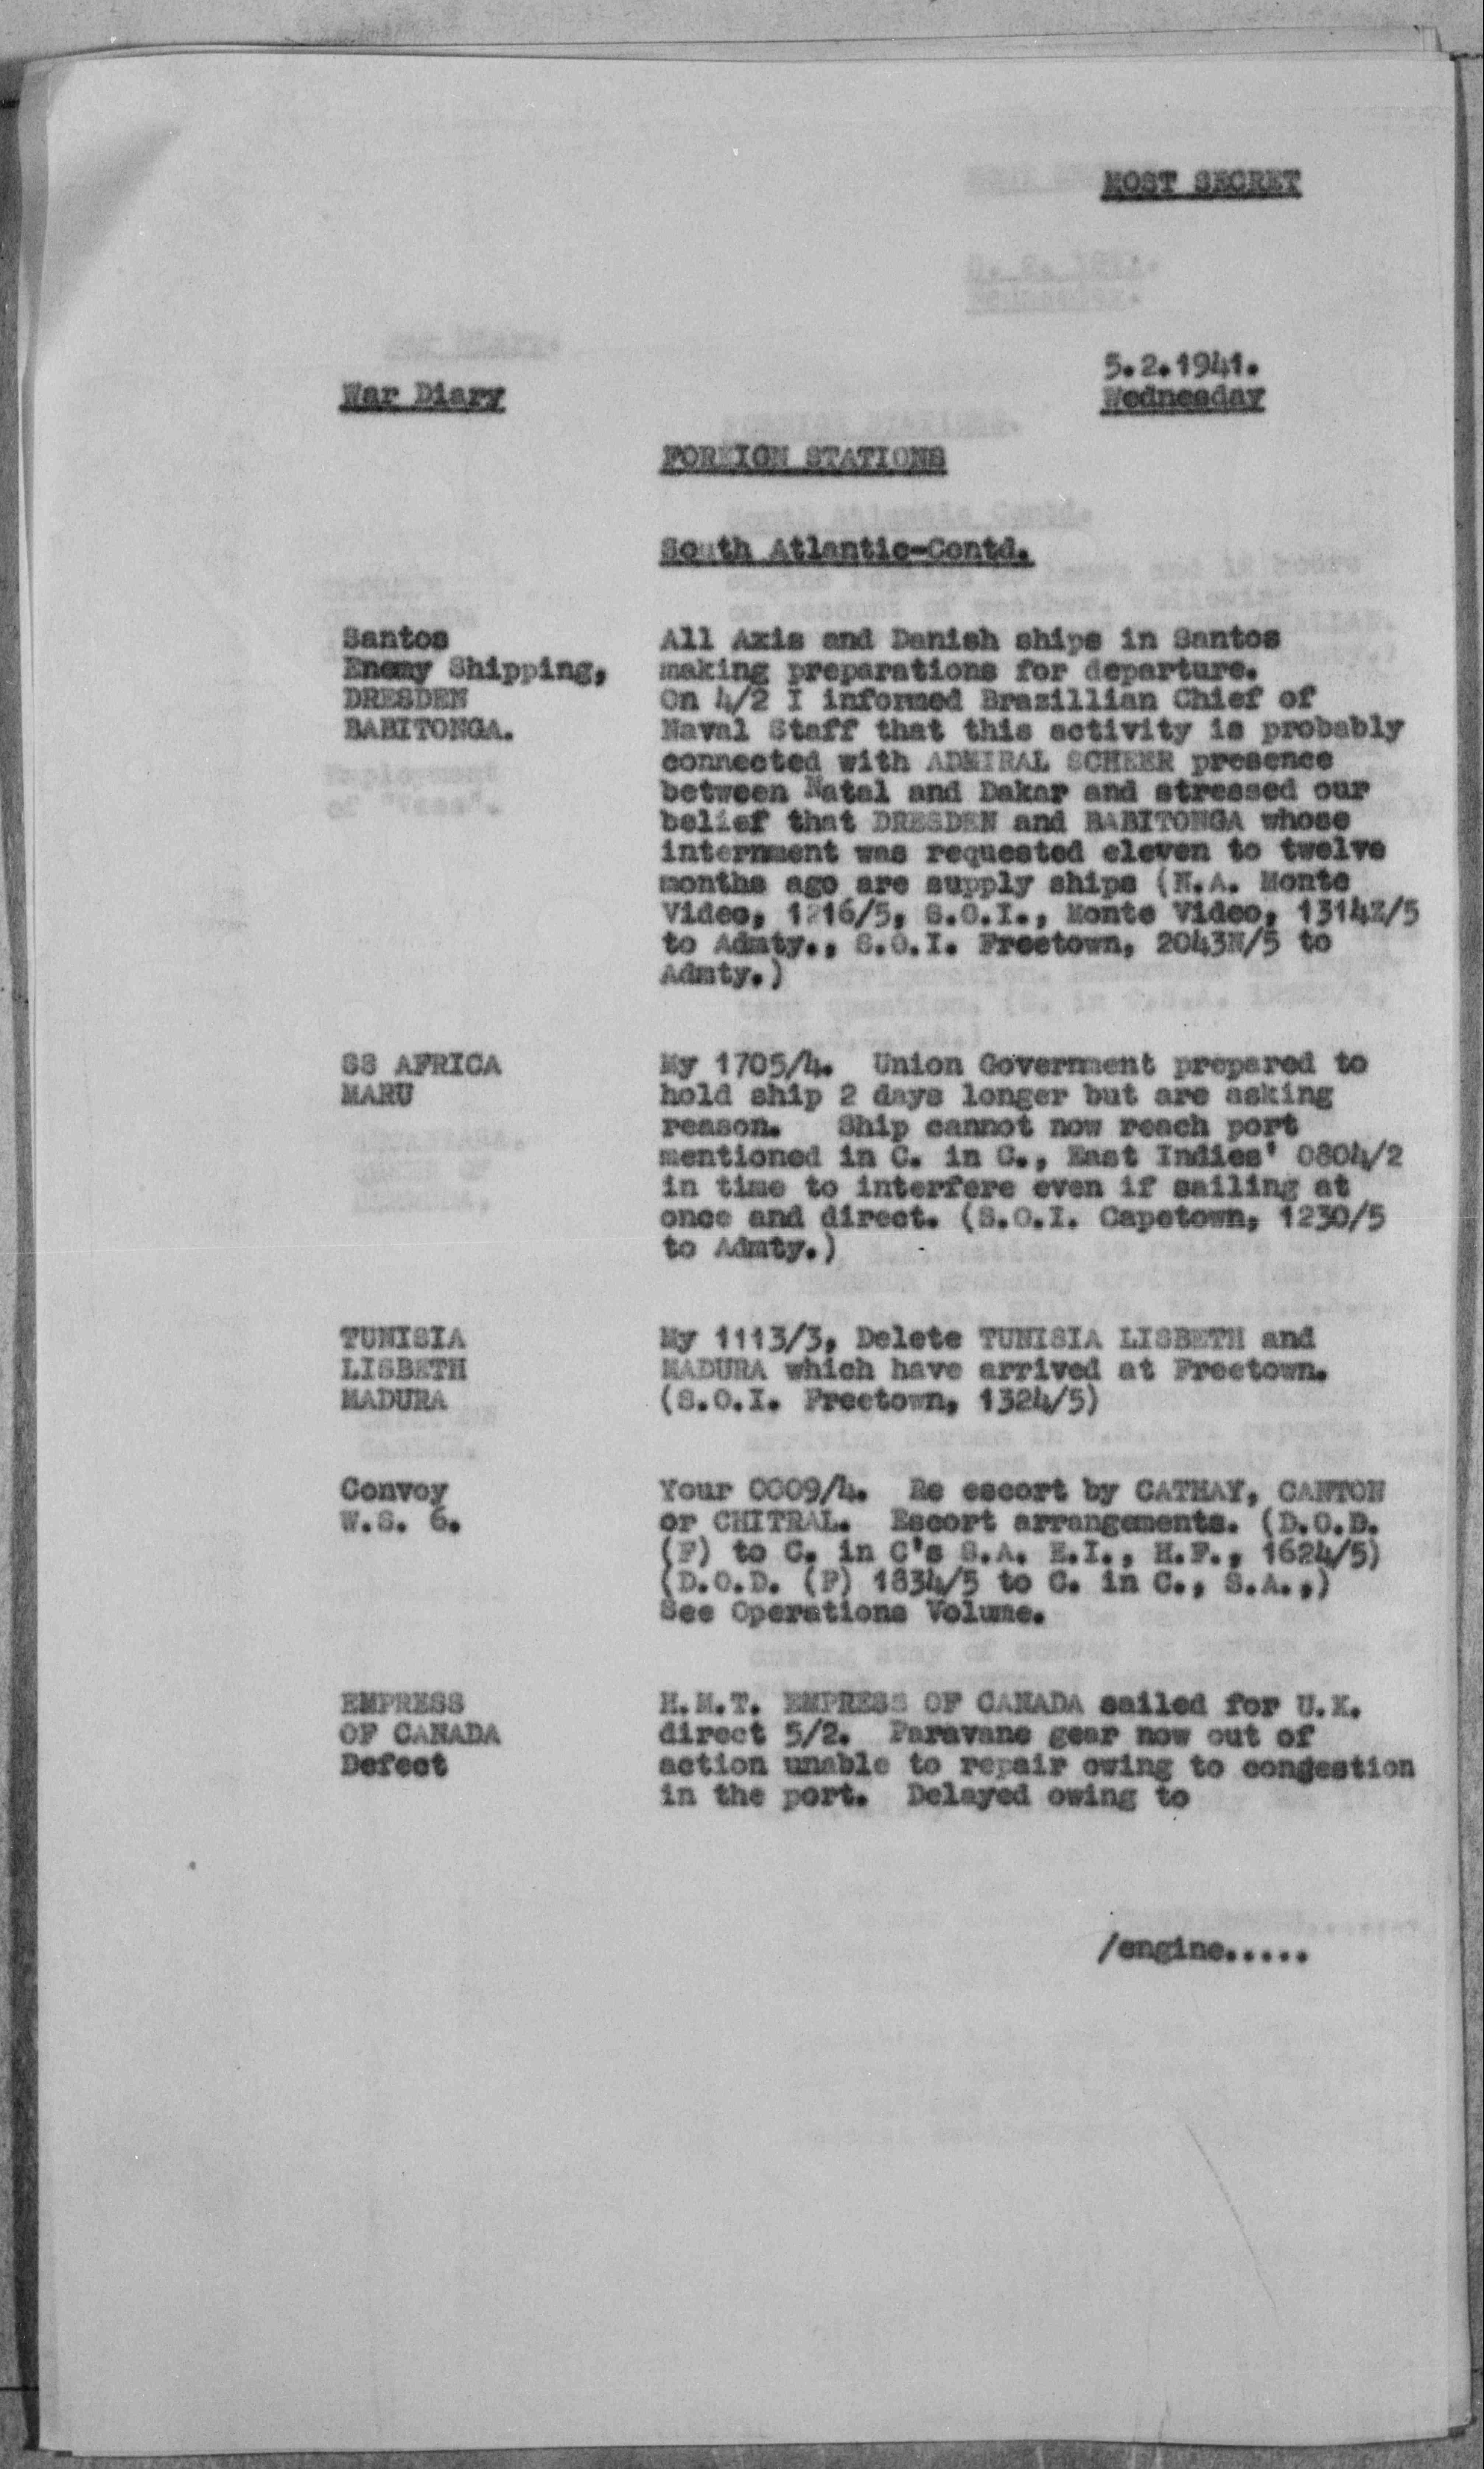 MOST SECRET
5.2.1941.
War Diary
Wednesday
FOREIGN STATIONS
South Atlantic-Contd.
Santos
Enemy Shipping,
DRESDEN
BABITONGA.
All Axis and Danish ships in Santos
making preparations for departure.
On 4/2 I informed Brazillian Chief of
Naval Staff that this activity is probably
connected with ADMIRAL SCHEER presence
between Natal and Dakar and stressed our
belief that DRESDEN and BABITONGA whose
internment was requested eleven to twelve
months ago are supply ships (N.A. Monte
Video, 1216/5, S.O.I., Monte Video, 1314Z/5
to Admty., S.O.I. Freetown, 2043N/5 to
Admty.)
SS AFRICA
MARU
My 1705/4. Union Government prepared to
hold ship 2 days longer but are asking
reason. Ship cannot now reach port
mentioned in C. in C., East Indies' 0804/2
in time to interfere even if sailing at
once and direct. (S.O.I. Capetown, 1230/5
to Admty.)
TUNISIA
LISBETH
MADURA
My 1113/3, Delete TUNISIA LISBETH and
MADURA which have arrived at Freetown.
(S.O.I. Freetown, 1324/5)
Convoy
W.S. 6.
Your 0009/4. Re escort by CATHAY, CANTON
or CHITRAL. Escort arrangements. (D.O.D.
(F) to C. in C's S.A. E.I., H.F., 1624/5)
(D.O.D. (F) 1834/5 to C. in C., S.A.,)
See Operations Volume.
EMPRESS
OF CANADA
Defect
H.M.T. EMPRESS OF CANADA sailed for U.K.
direct 5/2. Paravane gear now out of
action unable to repair owing to congestion
in the port. Delayed owing to
/engine.....